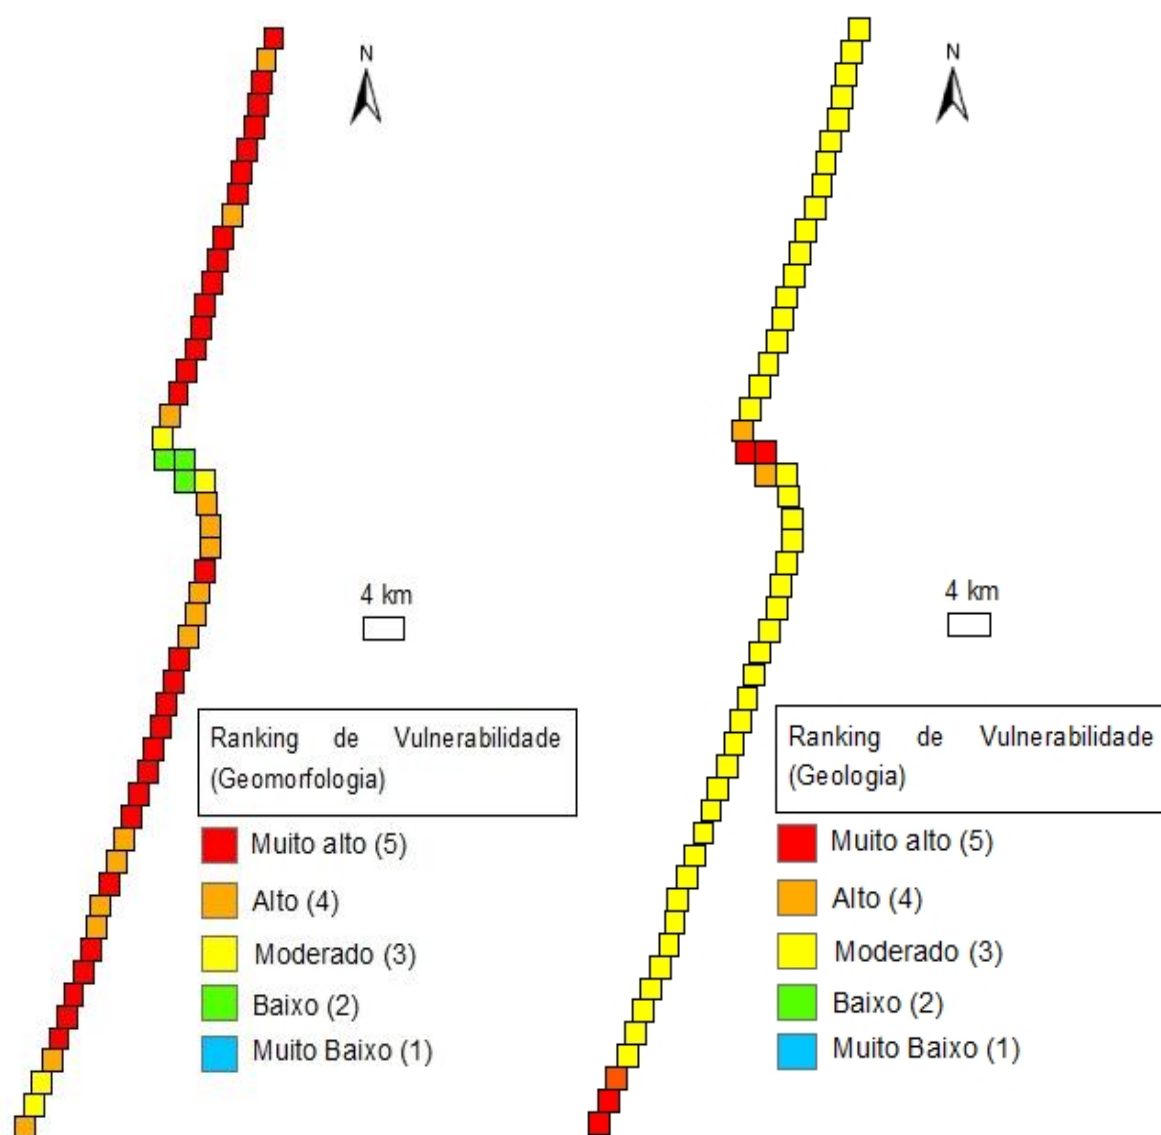 N
4 km
Ranking de Vulnerabilidade
(Geomorfologia)
Muito alto (5)
Alto (4)
Moderado (3)
Baixo (2)
Muito Baixo (1)
N
4 km
Ranking de Vulnerabilidade
(Geologia)
Muito alto (5)
Alto (4)
Moderado (3)
Baixo (2)
Muito Baixo (1)